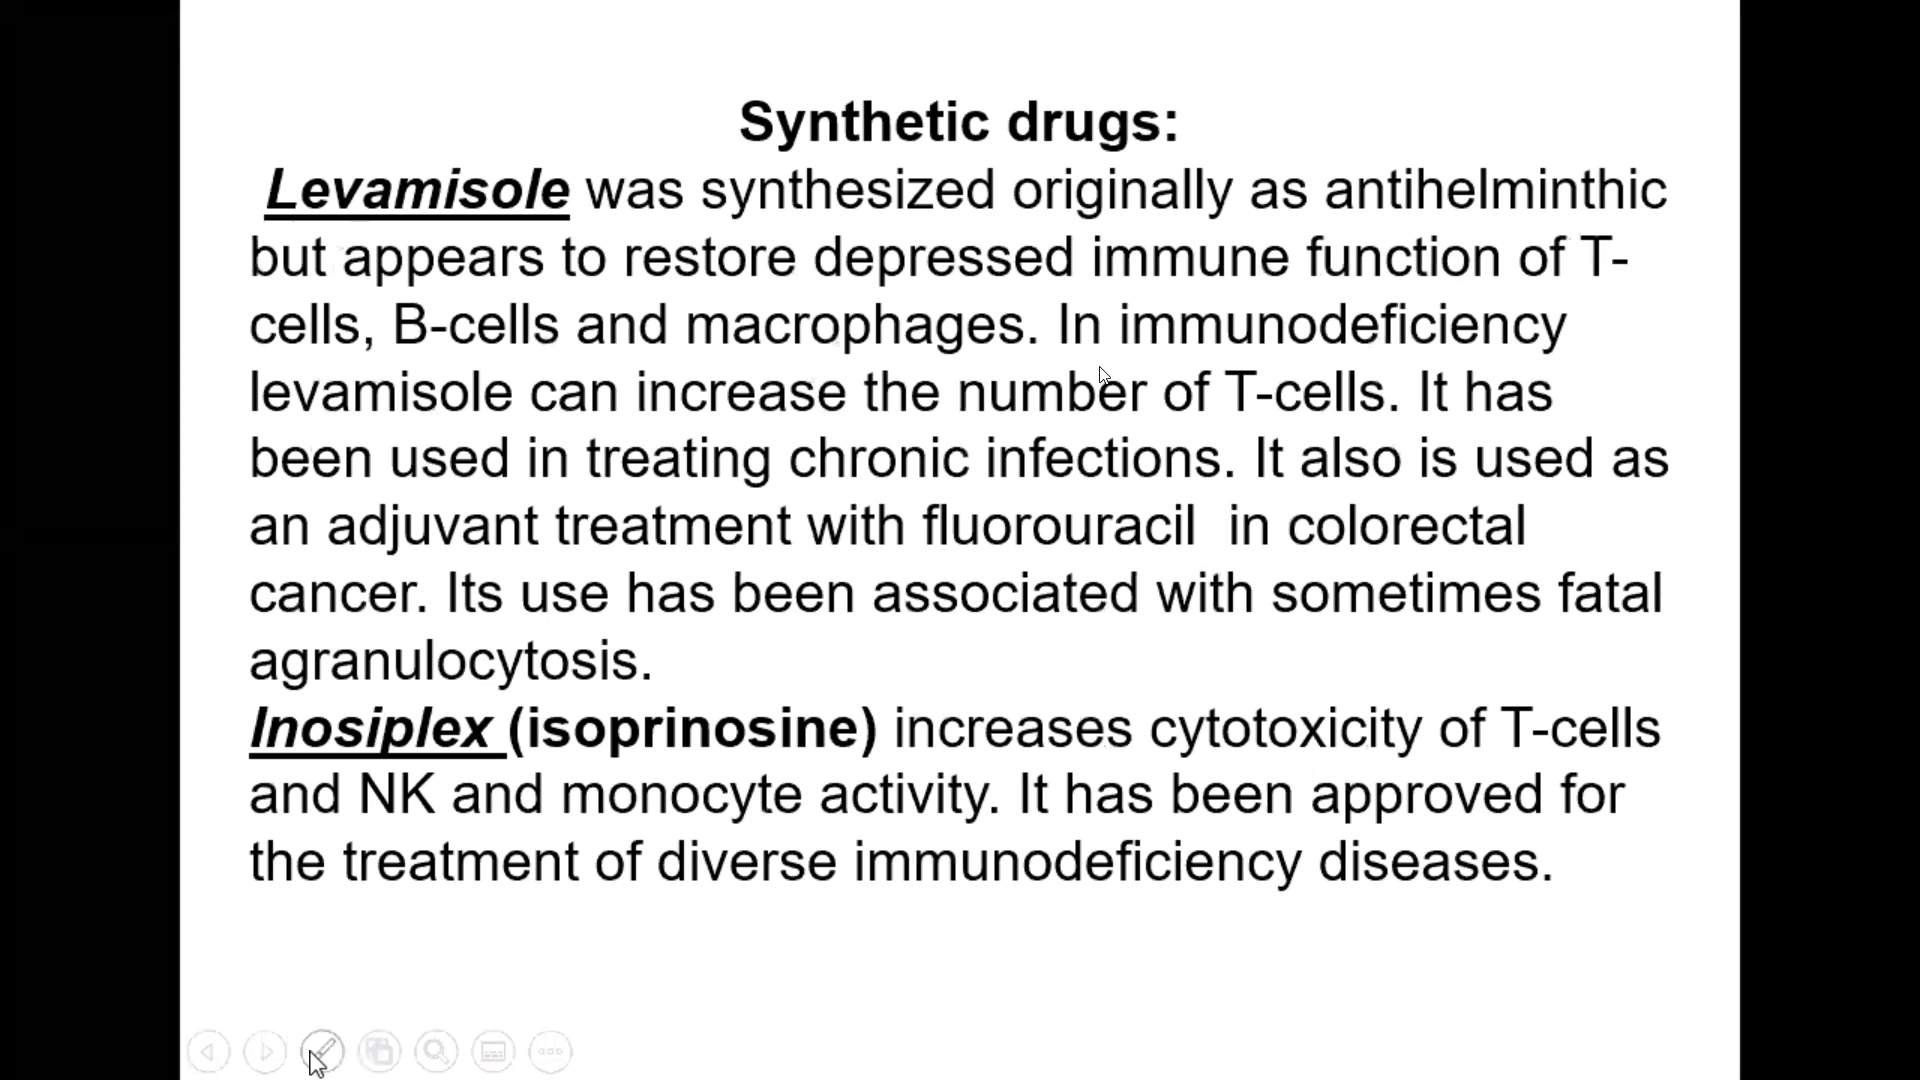 Synthetic drugs:
Levamisole was synthesized originally as antihelminthic
but appears to restore depressed immune function of T-
cells, B-cells and macrophages. In immunodeficiency
levamisole can increase the number of T-cells. It has
been used in treating chronic infections. It also is used as
an adjuvant treatment with fluorouracil  in colorectal
cancer. Its use has been associated with sometimes fatal
agranulocytosis.
Inosiplex (isoprinosine) increases cytotoxicity of T-cells
and NK and monocyte activity. It has been approved for
the treatment of diverse immunodeficiency diseases.